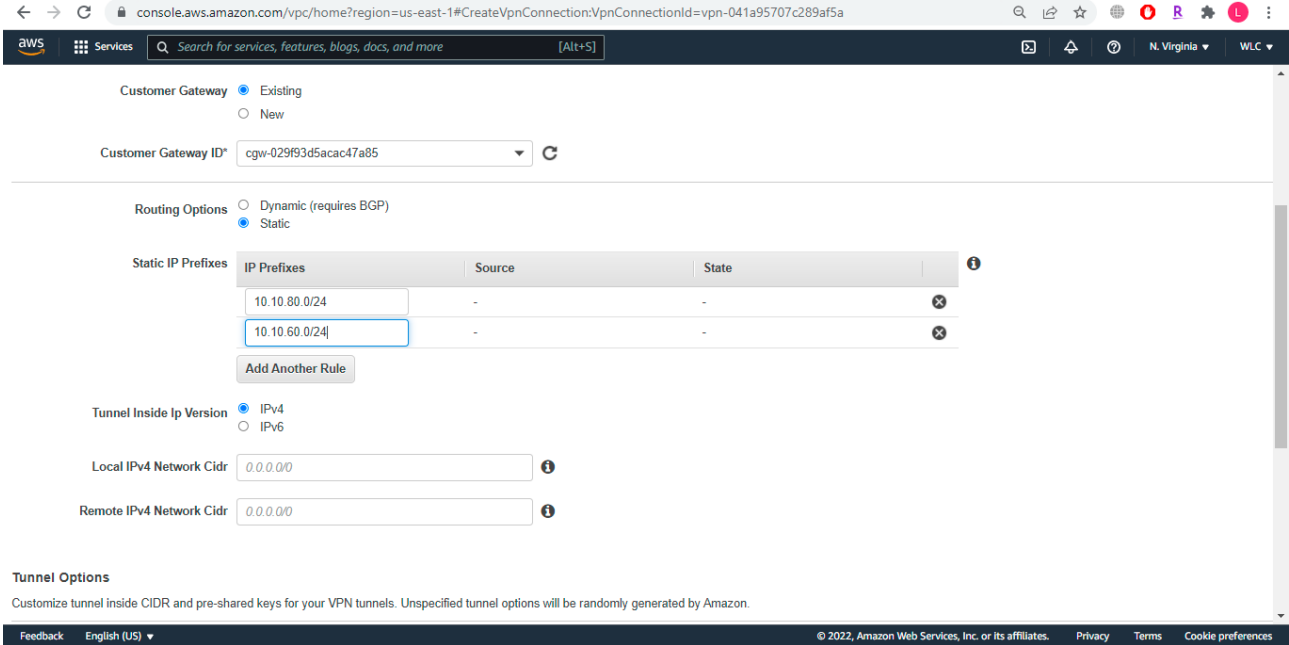 console.aws.amazon.com/vpc/home?region=us-east-1#CreateVpnConnection:VpnConnectionId=vpn-041a95707c289af5a
aws Services Search for services, features, blogs, docs, and more [Alt+S] N. Virginia WLC
Customer Gateway Existing
New
Customer Gateway ID* cgw-029f93d5acac47a85
Routing Options Dynamic (requires BGP)
Static
Static IP Prefixes IP Prefixes Source State
10.10.80.0/24 - -
10.10.60.0/24 - -
Add Another Rule
Tunnel Inside Ip Version IPv4
IPv6
Local IPv4 Network Cidr 0.0.0.0/0
Remote IPv4 Network Cidr 0.0.0.0/0
Tunnel Options
Customize tunnel inside CIDR and pre-shared keys for your VPN tunnels. Unspecified tunnel options will be randomly generated by Amazon.
Feedback English (US) © 2022, Amazon Web Services, Inc. or its affiliates. Privacy Terms Cookie preferences